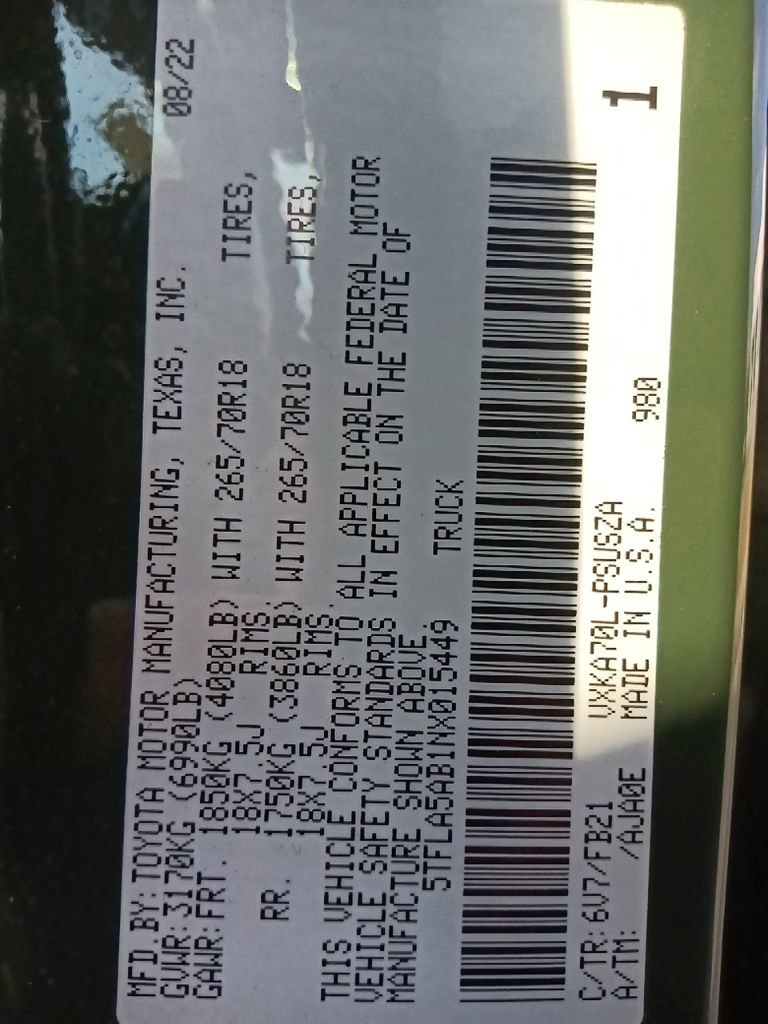 MFD.BY:TOYOTA MOTOR MANUFACTURING, TEXAS, INC. 08/22
GVWR:3170KG (6990LB)
GAWR:FRT. 1850KG (4080LB) WITH 265/70R18 TIRES,
18X7.5J RIMS
RR. 1750KG (3860LB) WITH 265/70R18 TIRES,
18X7.5J RIMS.
THIS VEHICLE CONFORMS TO ALL APPLICABLE FEDERAL MOTOR
VEHICLE SAFETY STANDARDS IN EFFECT ON THE DATE OF
MANUFACTURE SHOWN ABOVE.
5TFLA5AB1NX015449 TRUCK
C/TR:6V7/FB21 VXKA70L-PSUSZA 1
A/TM: /AJA0E MADE IN U.S.A. 980